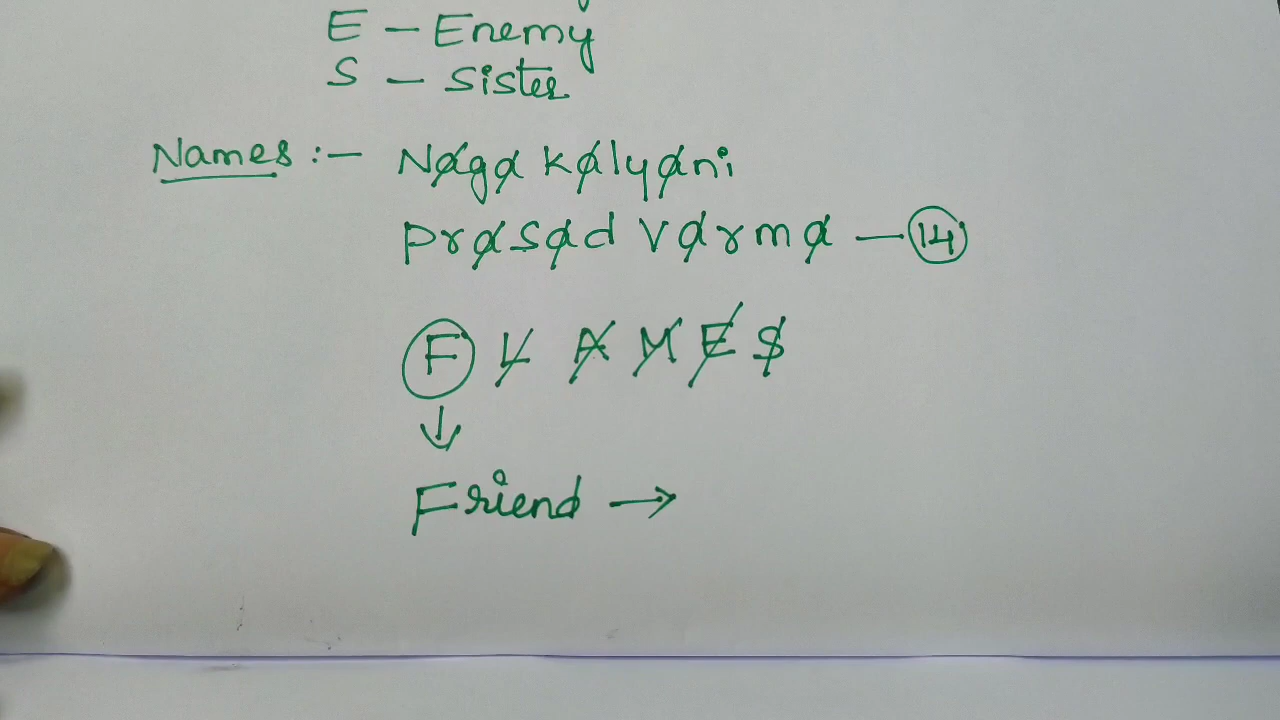 E - Enemy
S - Sister
Names :- Naga kalyani
prasad varma - 14
F L A M E S
↓
Friend →